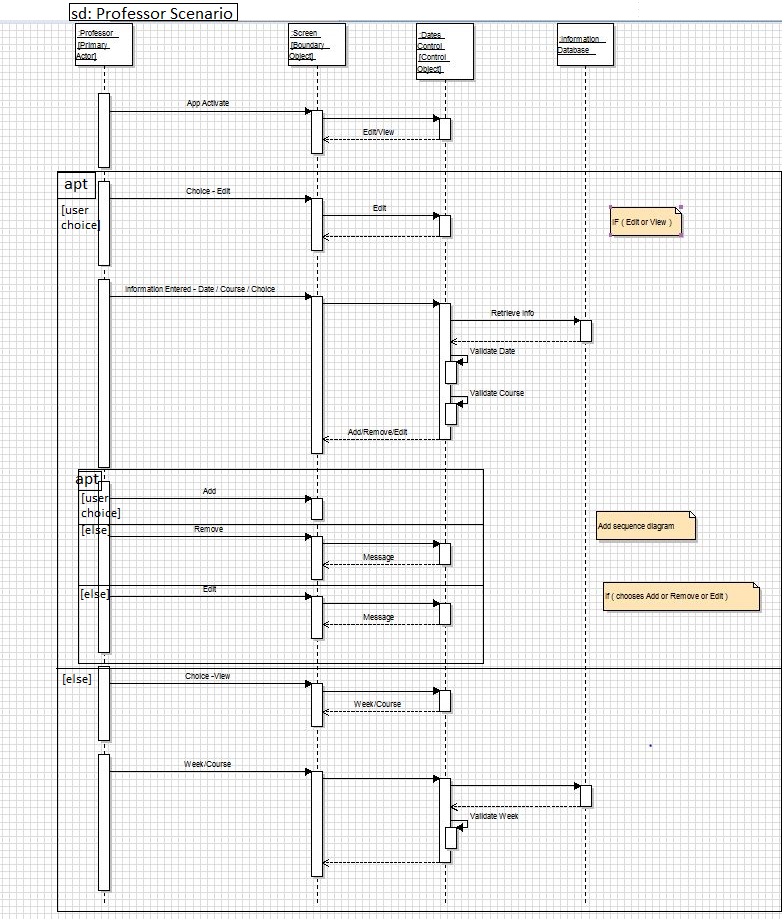 sd: Professor Scenario
:Professor
[Primary
Actor]
:Screen
[Boundary
Object]
:Dates
Control
[Control
Object]
:Information
Database
App Activate
Edit/View
apt
[user
choice]
Choice - Edit
Edit
IF ( Edit or View )
Information Entered - Date / Course / Choice
Retrieve Info
Validate Date
Validate Course
Add/Remove/Edit
apt
[user
choice]
Add
[else]
Remove
Message
Add sequence diagram
[else]
Edit
Message
If ( chooses Add or Remove or Edit )
[else]
Choice -View
Week/Course
Week/Course
Validate Week